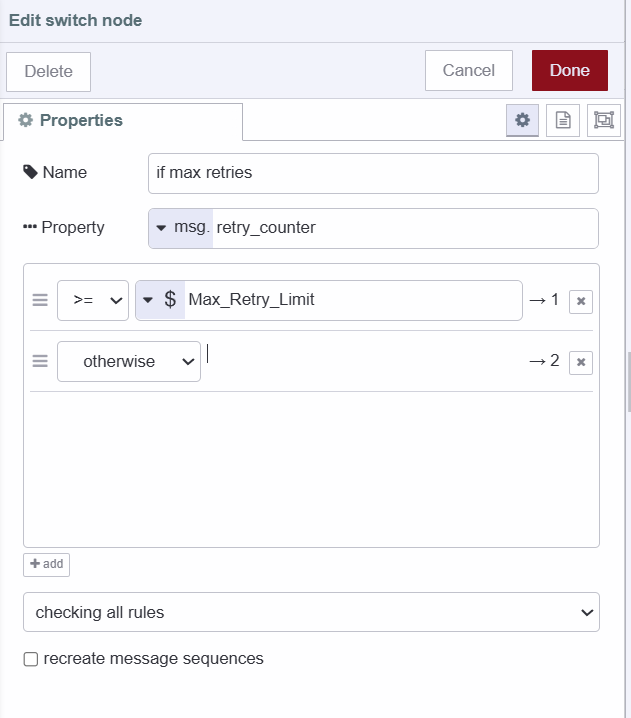 Edit switch node
Delete Cancel Done
Properties
Name if max retries
Property msg. retry_counter
>= $ Max_Retry_Limit → 1 ×
otherwise → 2 ×
+ add
checking all rules
recreate message sequences